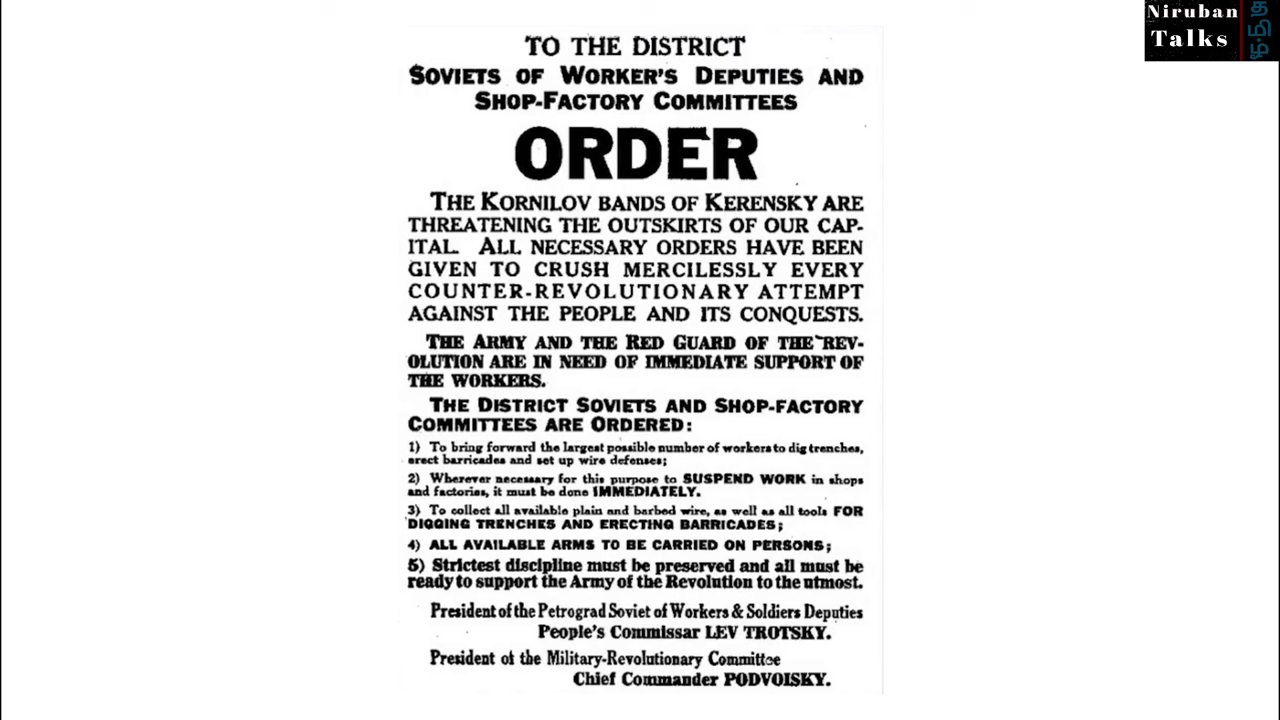 Niruban
Talks
TO THE DISTRICT
SOVIETS OF WORKER'S DEPUTIES AND
SHOP-FACTORY COMMITTEES
ORDER
THE KORNILOV BANDS OF KERENSKY ARE
THREATENING THE OUTSKIRTS OF OUR CAP-
ITAL. ALL NECESSARY ORDERS HAVE BEEN
GIVEN TO CRUSH MERCILESSLY EVERY
COUNTER-REVOLUTIONARY ATTEMPT
AGAINST THE PEOPLE AND ITS CONQUESTS.
THE ARMY AND THE RED GUARD OF THE REV-
OLUTION ARE IN NEED OF IMMEDIATE SUPPORT OF
THE WORKERS.
THE DISTRICT SOVIETS AND SHOP-FACTORY
COMMITTEES ARE ORDERED:
1) To bring forward the largest possible number of workers to dig trenches,
erect barricades and set up wire defenses;
2) Wherever necessary for this purpose to SUSPEND WORK in shops
and factories, it must be done IMMEDIATELY.
3) To collect all available plain and barbed wire, as well as all tools FOR
DIGGING TRENCHES AND ERECTING BARRICADES;
4) ALL AVAILABLE ARMS TO BE CARRIED ON PERSONS;
5) Strictest discipline must be preserved and all must be
ready to support the Army of the Revolution to the utmost.
President of the Petrograd Soviet of Workers & Soldiers Deputies
People's Commissar LEV TROTSKY.
President of the Military-Revolutionary Committee
Chief Commander PODVOISKY.